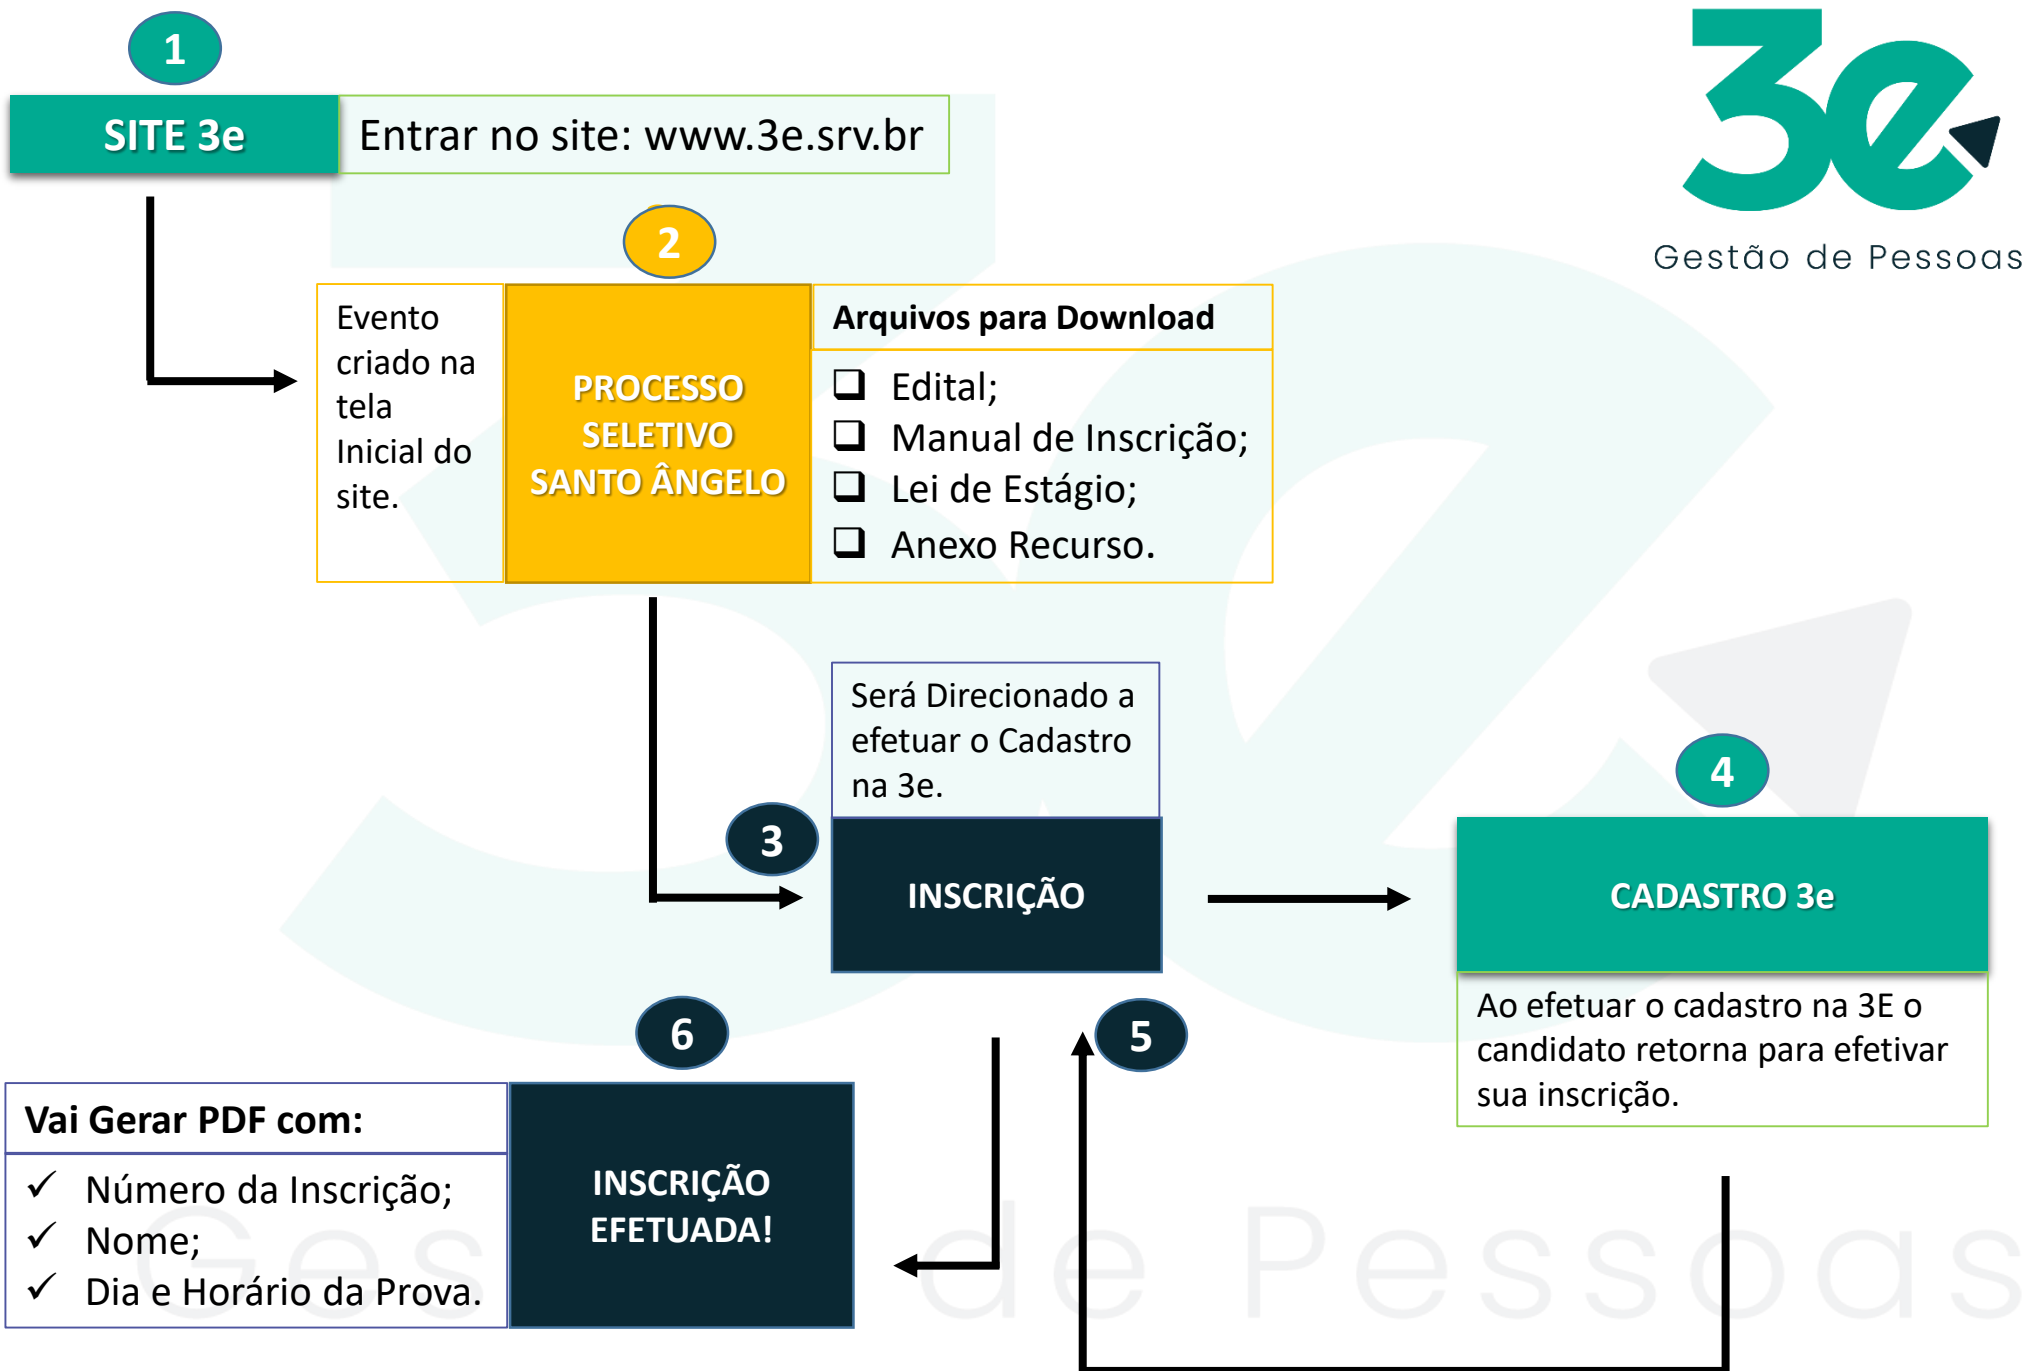 1
SITE 3e
Entrar no site: www.3e.srv.br
3e
Gestão de Pessoas
2
Evento
criado na
tela
Inicial do
site.
PROCESSO
SELETIVO
SANTO ÂNGELO
Arquivos para Download
Edital;
Manual de Inscrição;
Lei de Estágio;
Anexo Recurso.
Será Direcionado a
efetuar o Cadastro
na 3e.
3
INSCRIÇÃO
4
CADASTRO 3e
Ao efetuar o cadastro na 3E o
candidato retorna para efetivar
sua inscrição.
5
6
Vai Gerar PDF com:
Número da Inscrição;
Nome;
Dia e Horário da Prova.
INSCRIÇÃO
EFETUADA!